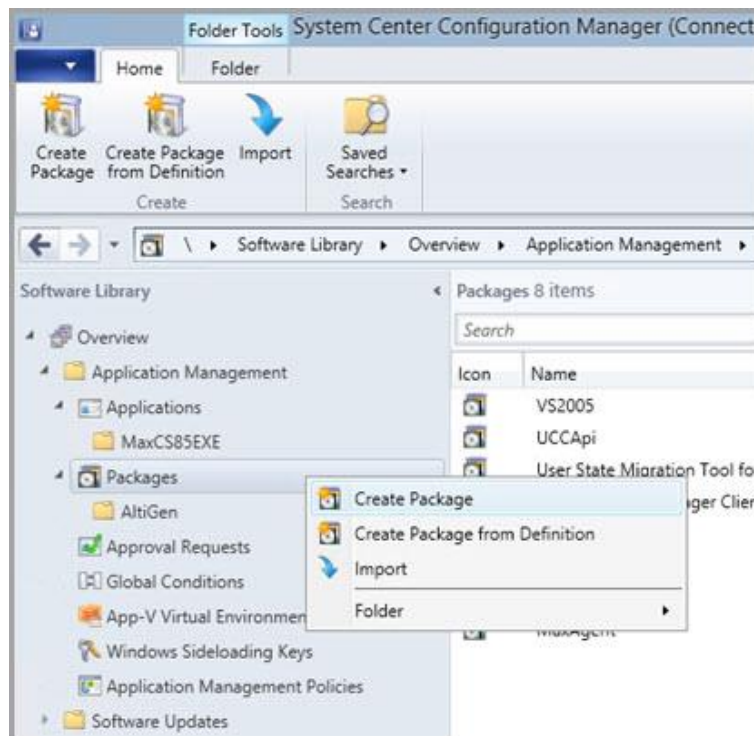 Folder Tools System Center Configuration Manager (Connect
Home Folder
Create Package
Create Package from Definition
Import
Saved Searches
Create Search
\ Software Library Overview Application Management
Software Library
Packages 8 items
Overview
Search
Application Management
Icon Name
Applications
VS2005
MaxCS85EXE
UCCApi
Packages
User State Migration Tool fo
AltiGen
Create Package
ger Clien
Approval Requests
Create Package from Definition
Global Conditions
Import
App-V Virtual Environmen
Folder
MaxAgent
Windows Sideloading Keys
Application Management Policies
Software Updates